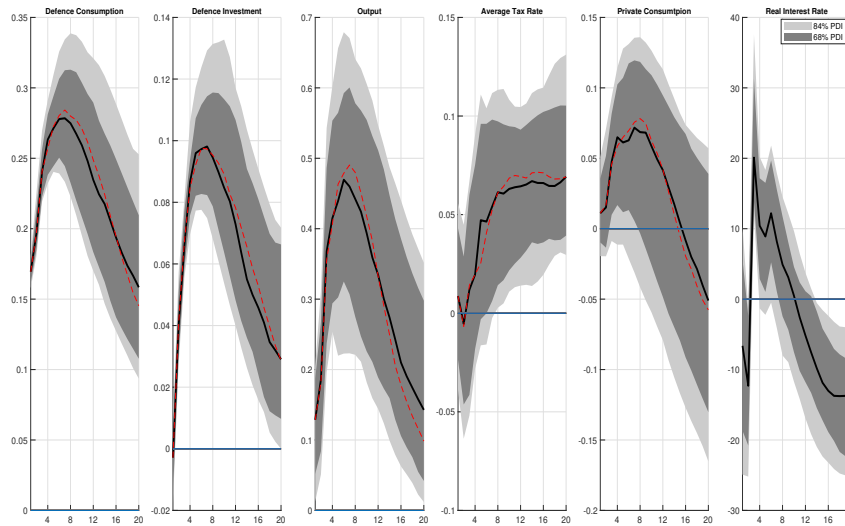 Defence Consumption Defence Investment Output Average Tax Rate Private Consumtpion Real Interest Rate
84% PDI
68% PDI
0.35 0.3 0.25 0.2 0.15 0.1 0.05 0
4 8 12 16 20
0.14 0.12 0.1 0.08 0.06 0.04 0.02 0 -0.02
4 8 12 16 20
0.7 0.6 0.5 0.4 0.3 0.2 0.1 0
4 8 12 16 20
0.15 0.1 0.05 0 -0.05 -0.1
4 8 12 16 20
0.15 0.1 0.05 0 -0.05 -0.1 -0.15 -0.2
4 8 12 16 20
40 30 20 10 0 -10 -20 -30
4 8 12 16 20